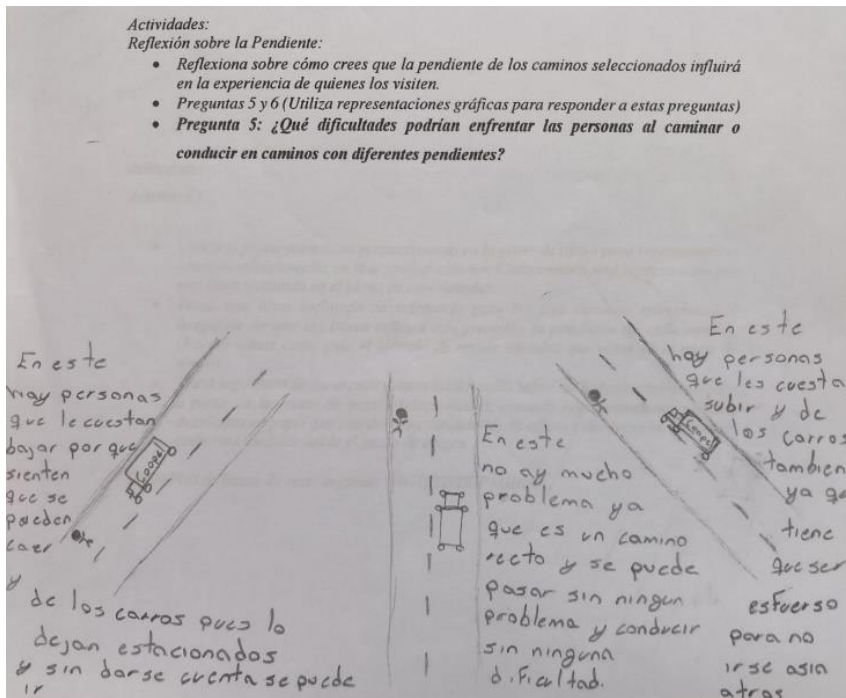 Actividades:
Reflexión sobre la Pendiente:
• Reflexiona sobre cómo crees que la pendiente de los caminos seleccionados influirá
en la experiencia de quienes los visiten.
• Preguntas 5 y 6 (Utiliza representaciones gráficas para responder a estas preguntas)
• Pregunta 5: ¿Qué dificultades podrían enfrentar las personas al caminar o
conducir en caminos con diferentes pendientes?
En este
hay personas
que le cuestan
bajar por que
sienten
que se
pueden
caer
y
de los carros pues lo
dejan estacionados
y sin darse cuenta se puede
ir
Coopel
En este
no ay mucho
problema ya
que es un camino
recto y se puede
pasar sin ningun
problema y conducir
sin ninguna
dificultad.
En este
hay personas
que les cuesta
subir y de
los carros
tambien
ya que
tiene
que ser
esfuerso
para no
irse asia
atras